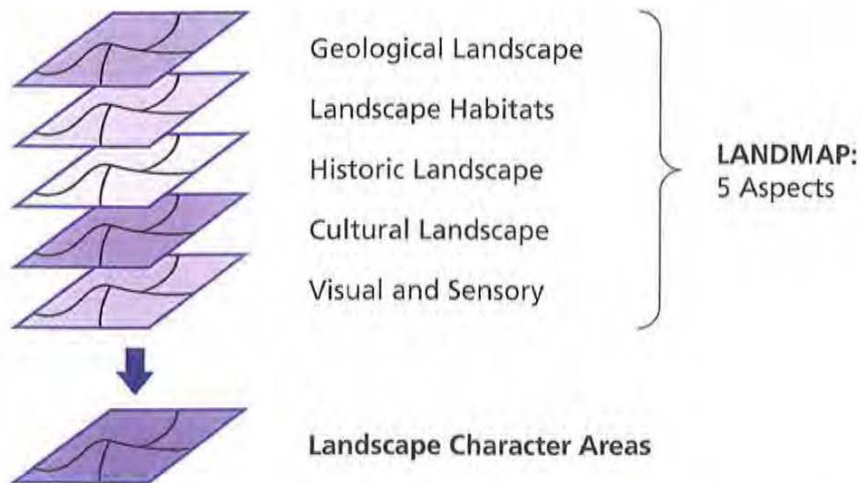 Geological Landscape
Landscape Habitats
Historic Landscape
Cultural Landscape
Visual and Sensory
LANDMAP:
5 Aspects
Landscape Character Areas